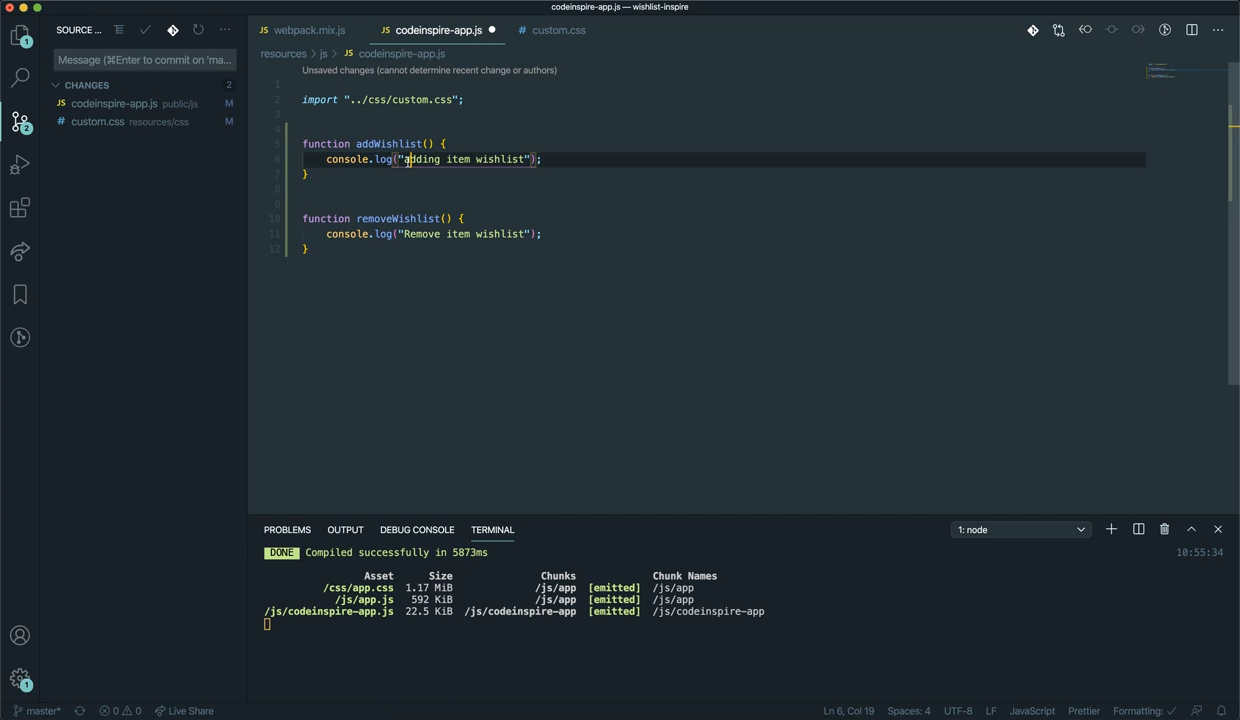 codeinspire-app.js — wishlist-inspire
SOURCE ...
JS webpack.mix.js
JS codeinspire-app.js
# custom.css
Message (⌘Enter to commit on 'ma...
resources > js > JS codeinspire-app.js
Unsaved changes (cannot determine recent change or authors)
CHANGES 2
JS codeinspire-app.js public/js M
# custom.css resources/css M
1
2 import "../css/custom.css";
3
4
5 function addWishlist() {
6 console.log("adding item wishlist");
7 }
8
9
10 function removeWishlist() {
11 console.log("Remove item wishlist");
12 }
1
2
1
PROBLEMS OUTPUT DEBUG CONSOLE TERMINAL 1: node
DONE Compiled successfully in 5873ms 10:55:34
Asset Size Chunks Chunk Names
/css/app.css 1.17 MiB /js/app [emitted] /js/app
/js/app.js 592 KiB /js/app [emitted] /js/app
/js/codeinspire-app.js 22.5 KiB /js/codeinspire-app [emitted] /js/codeinspire-app
master* 0 0 Live Share Ln 6, Col 19 Spaces: 4 UTF-8 LF JavaScript Prettier Formatting: ✓